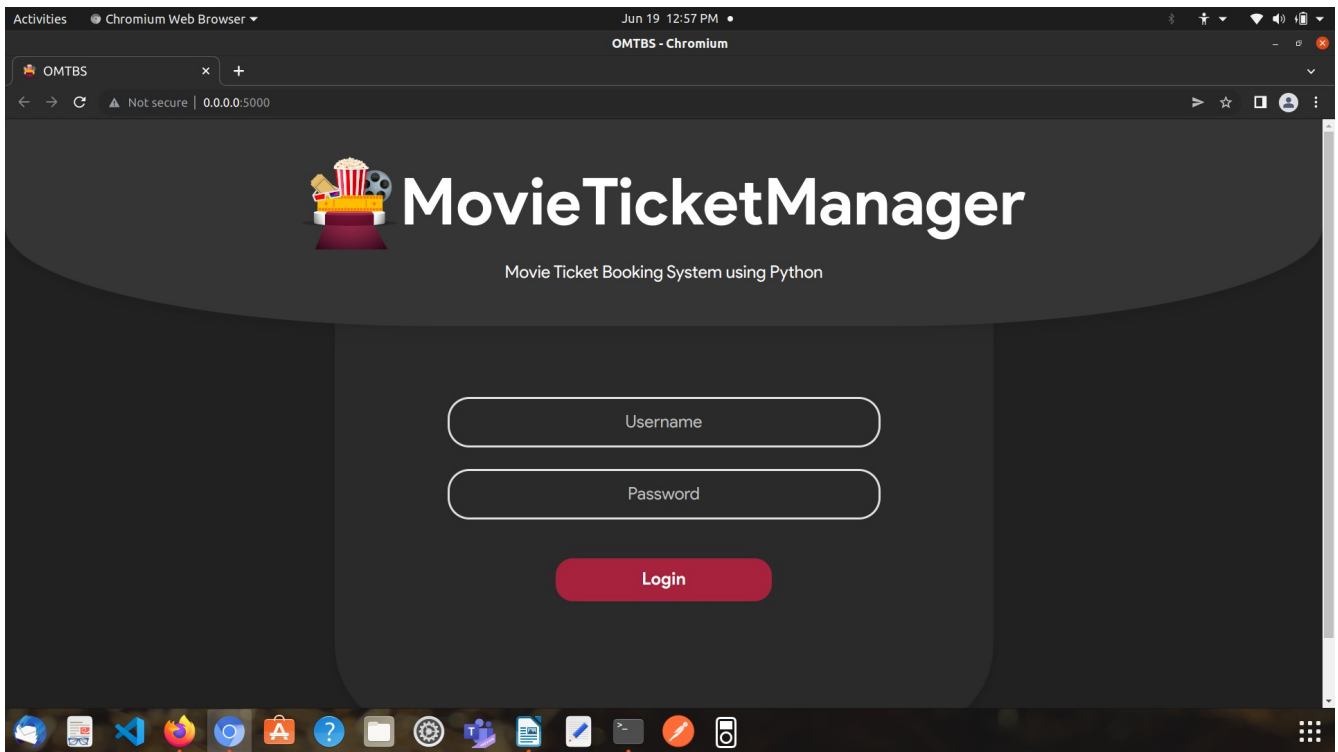 Activities Chromium Web Browser Jun 19 12:57 PM
OMTBS - Chromium
OMTBS
Not secure | 0.0.0.0:5000
MovieTicketManager
Movie Ticket Booking System using Python
Username
Password
Login